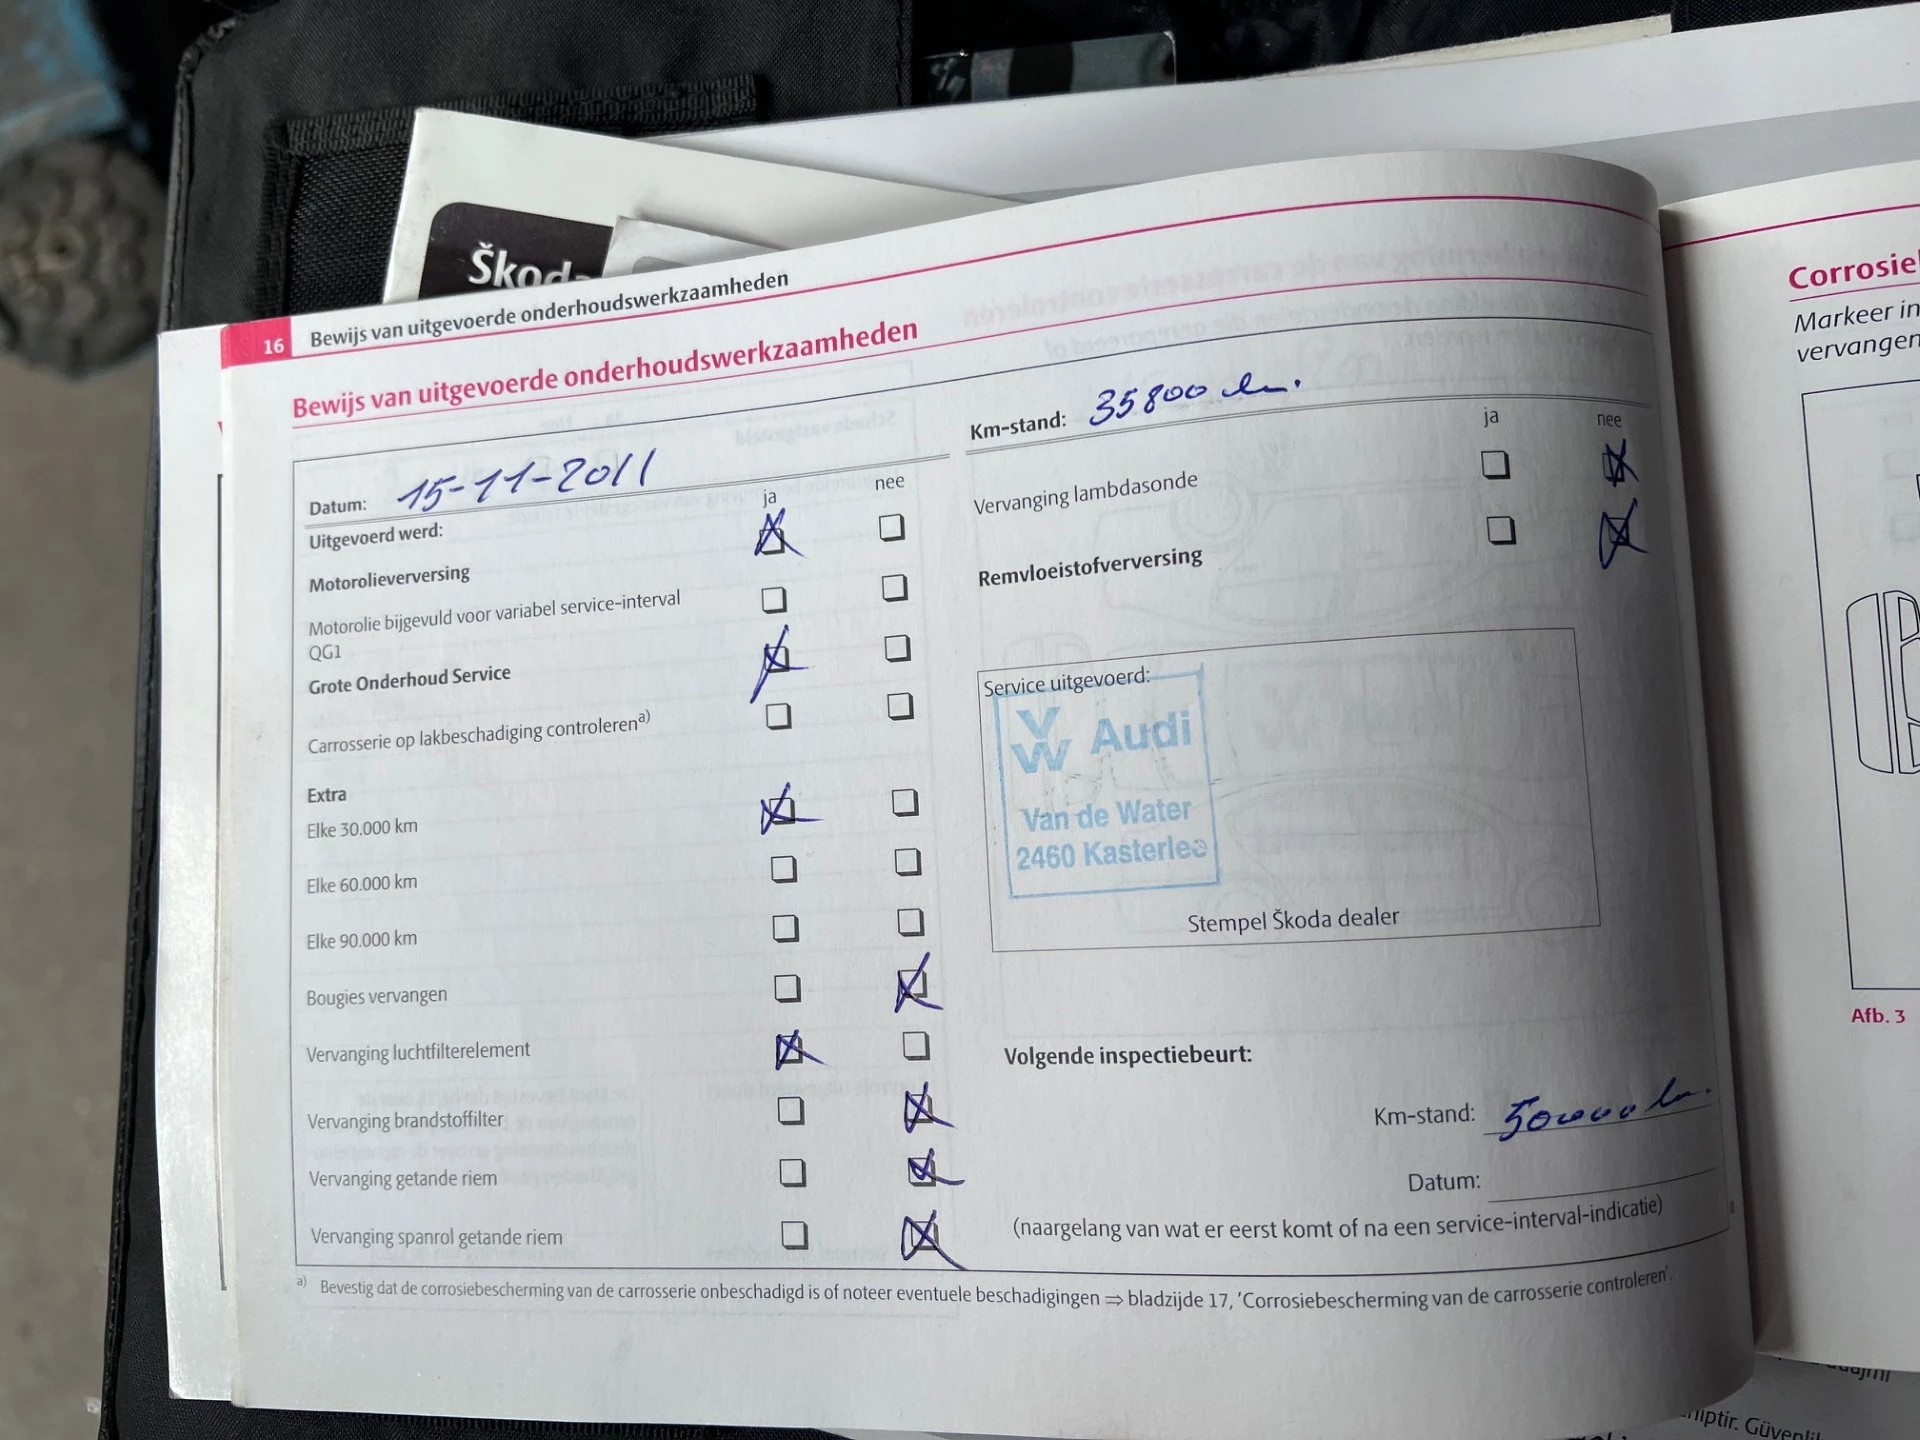 Škoda
16 Bewijs van uitgevoerde onderhoudswerkzaamheden
Bewijs van uitgevoerde onderhoudswerkzaamheden
Datum: 15-11-2011
ja nee
Uitgevoerd werd:
Motorolieverversing
Motorolie bijgevuld voor variabel service-interval
QG1
Grote Onderhoud Service
Carrosserie op lakbeschadiging controleren a)
Extra
Elke 30.000 km
Elke 60.000 km
Elke 90.000 km
Bougies vervangen
Vervanging luchtfilterelement
Vervanging brandstoffilter
Vervanging getande riem
Vervanging spanrol getande riem
Km-stand: 35800 km.
ja nee
Vervanging lambdasonde
Remvloeistofverversing
Service uitgevoerd:
VW Audi
Van de Water
2460 Kasterlee
Stempel Škoda dealer
Volgende inspectiebeurt:
Km-stand: 50000 km.
Datum:
(naargelang van wat er eerst komt of na een service-interval-indicatie)
a) Bevestig dat de corrosiebescherming van de carrosserie onbeschadigd is of noteer eventuele beschadigingen ⇒ bladzijde 17, 'Corrosiebescherming van de carrosserie controleren'.
Corrosie
Markeer in
vervangen
Afb. 3
Güvenli